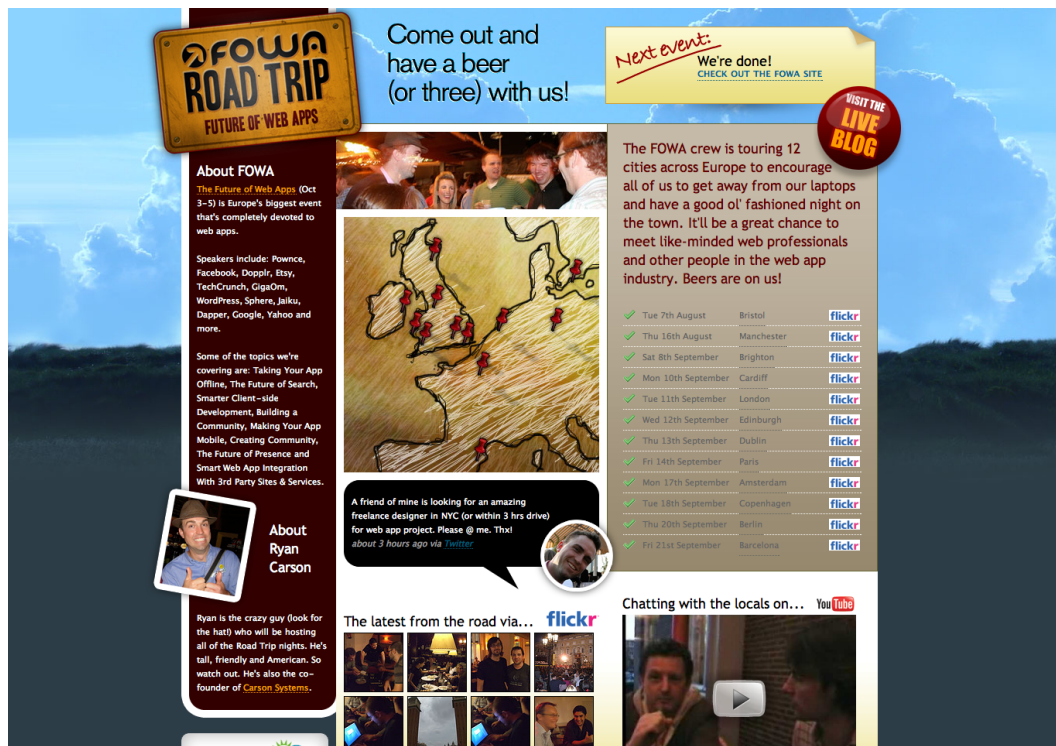 FOWA
ROAD TRIP
FUTURE OF WEB APPS
Come out and
have a beer
(or three) with us!
Next event:
We're done!
CHECK OUT THE FOWA SITE
VISIT THE
LIVE
BLOG
About FOWA
The Future of Web Apps (Oct
3-5) is Europe's biggest event
that's completely devoted to
web apps.
Speakers include: Pownce,
Facebook, Dopplr, Etsy,
TechCrunch, GigaOm,
WordPress, Sphere, Jaiku,
Dapper, Google, Yahoo and
more.
Some of the topics we're
covering are: Taking Your App
Offline, The Future of Search,
Smarter Client-side
Development, Building a
Community, Making Your App
Mobile, Creating Community,
The Future of Presence and
Smart Web App Integration
With 3rd Party Sites & Services.
About
Ryan
Carson
Ryan is the crazy guy (look for
the hat!) who will be hosting
all of the Road Trip nights. He's
tall, friendly and American. So
watch out. He's also the co-
founder of Carson Systems.
A friend of mine is looking for an amazing
freelance designer in NYC (or within 3 hrs drive)
for web app project. Please @ me. Thx!
about 3 hours ago via Twitter
The latest from the road via... flickr
The FOWA crew is touring 12
cities across Europe to encourage
all of us to get away from our laptops
and have a good ol' fashioned night on
the town. It'll be a great chance to
meet like-minded web professionals
and other people in the web app
industry. Beers are on us!
Tue 7th August Bristol flickr
Thu 16th August Manchester flickr
Sat 8th September Brighton flickr
Mon 10th September Cardiff flickr
Tue 11th September London flickr
Wed 12th September Edinburgh flickr
Thu 13th September Dublin flickr
Fri 14th September Paris flickr
Mon 17th September Amsterdam flickr
Tue 18th September Copenhagen flickr
Thu 20th September Berlin flickr
Fri 21st September Barcelona flickr
Chatting with the locals on... YouTube